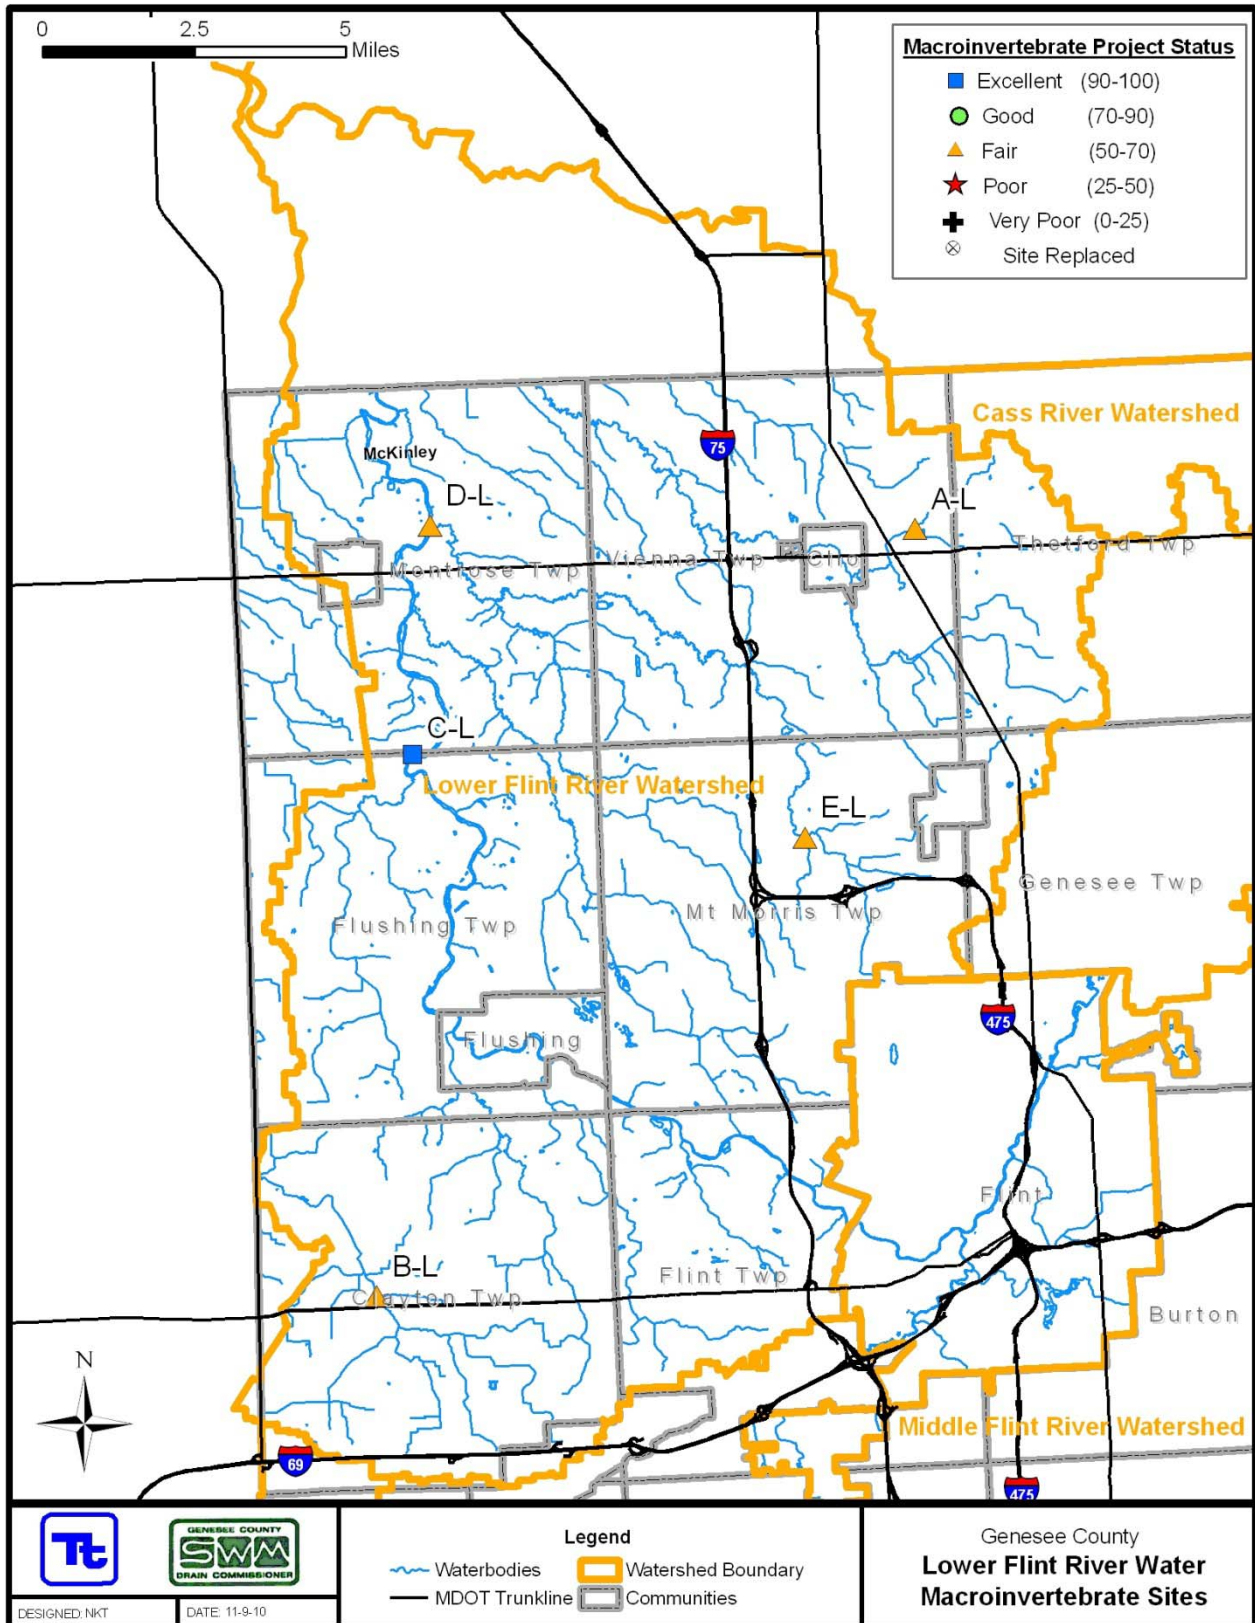 0 2.5 5
Miles
Macroinvertebrate Project Status
Excellent (90-100)
Good (70-90)
Fair (50-70)
Poor (25-50)
Very Poor (0-25)
Site Replaced
Cass River Watershed
75
McKinley
D-L
A-L
Montrose Twp
Vienna Twp
Clio
Thetford Twp
C-L
Lower Flint River Watershed
E-L
Genesee Twp
Mt Morris Twp
Flushing Twp
475
Flushing
Flint
B-L
Clayton Twp
Flint Twp
Burton
N
Middle Flint River Watershed
69
475
Tt
GENESEE COUNTY
SWM
DRAIN COMMISSIONER
DESIGNED: NKT
DATE: 11-9-10
Legend
Waterbodies
Watershed Boundary
MDOT Trunkline
Communities
Genesee County
Lower Flint River Water
Macroinvertebrate Sites